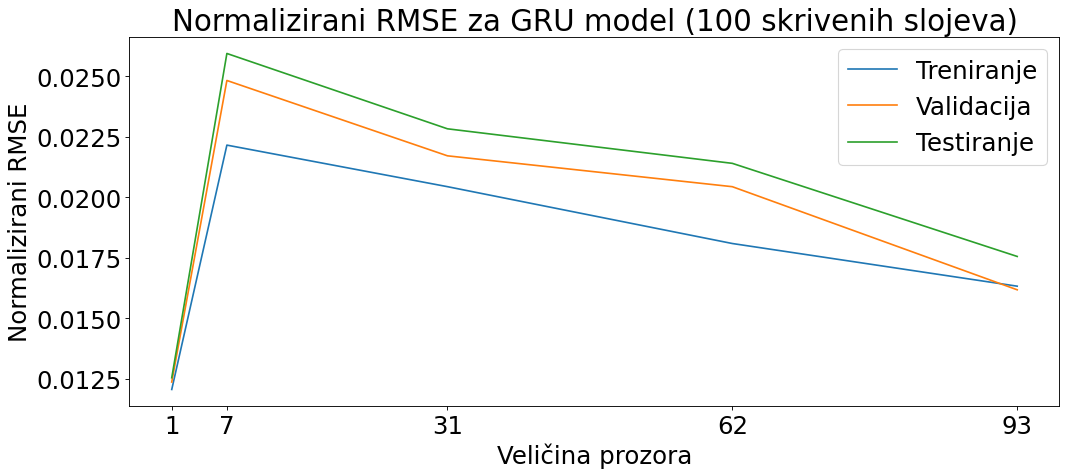 Normalizirani RMSE za GRU model (100 skrivenih slojeva)
Normalizirani RMSE
0.0250
0.0225
0.0200
0.0175
0.0150
0.0125
Treniranje
Validacija
Testiranje
1 7 31 62 93
Veličina prozora